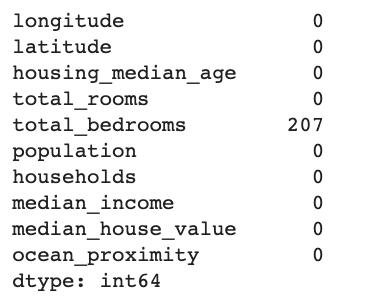 longitude 0
latitude 0
housing_median_age 0
total_rooms 0
total_bedrooms 207
population 0
households 0
median_income 0
median_house_value 0
ocean_proximity 0
dtype: int64